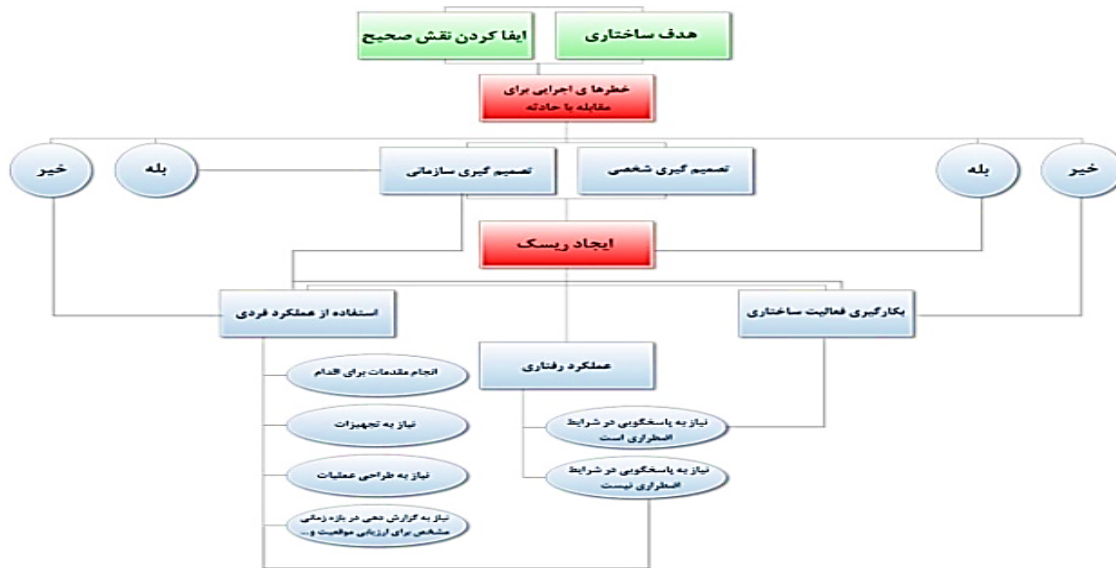 هدف ساختاری
ایفا کردن نقش صحیح
خطرها ی اجرایی برای
مقابله با حادثه
خیر
بله
تصمیم گیری شخصی
تصمیم گیری سازمانی
بله
خیر
ایجاد ریسک
بکارگیری فعالیت ساختاری
استفاده از عملکرد فردی
عملکرد رفتاری
انجام مقدمات برای اقدام
نیاز به پاسخگویی در شرایط
اضطراری است
نیاز به تجهیزات
نیاز به پاسخگویی در شرایط
اضطراری نیست
نیاز به طراحی عملیات
نیاز به گزارش دهی در بازه زمانی
مشخص برای ارزیابی موقعیت و...